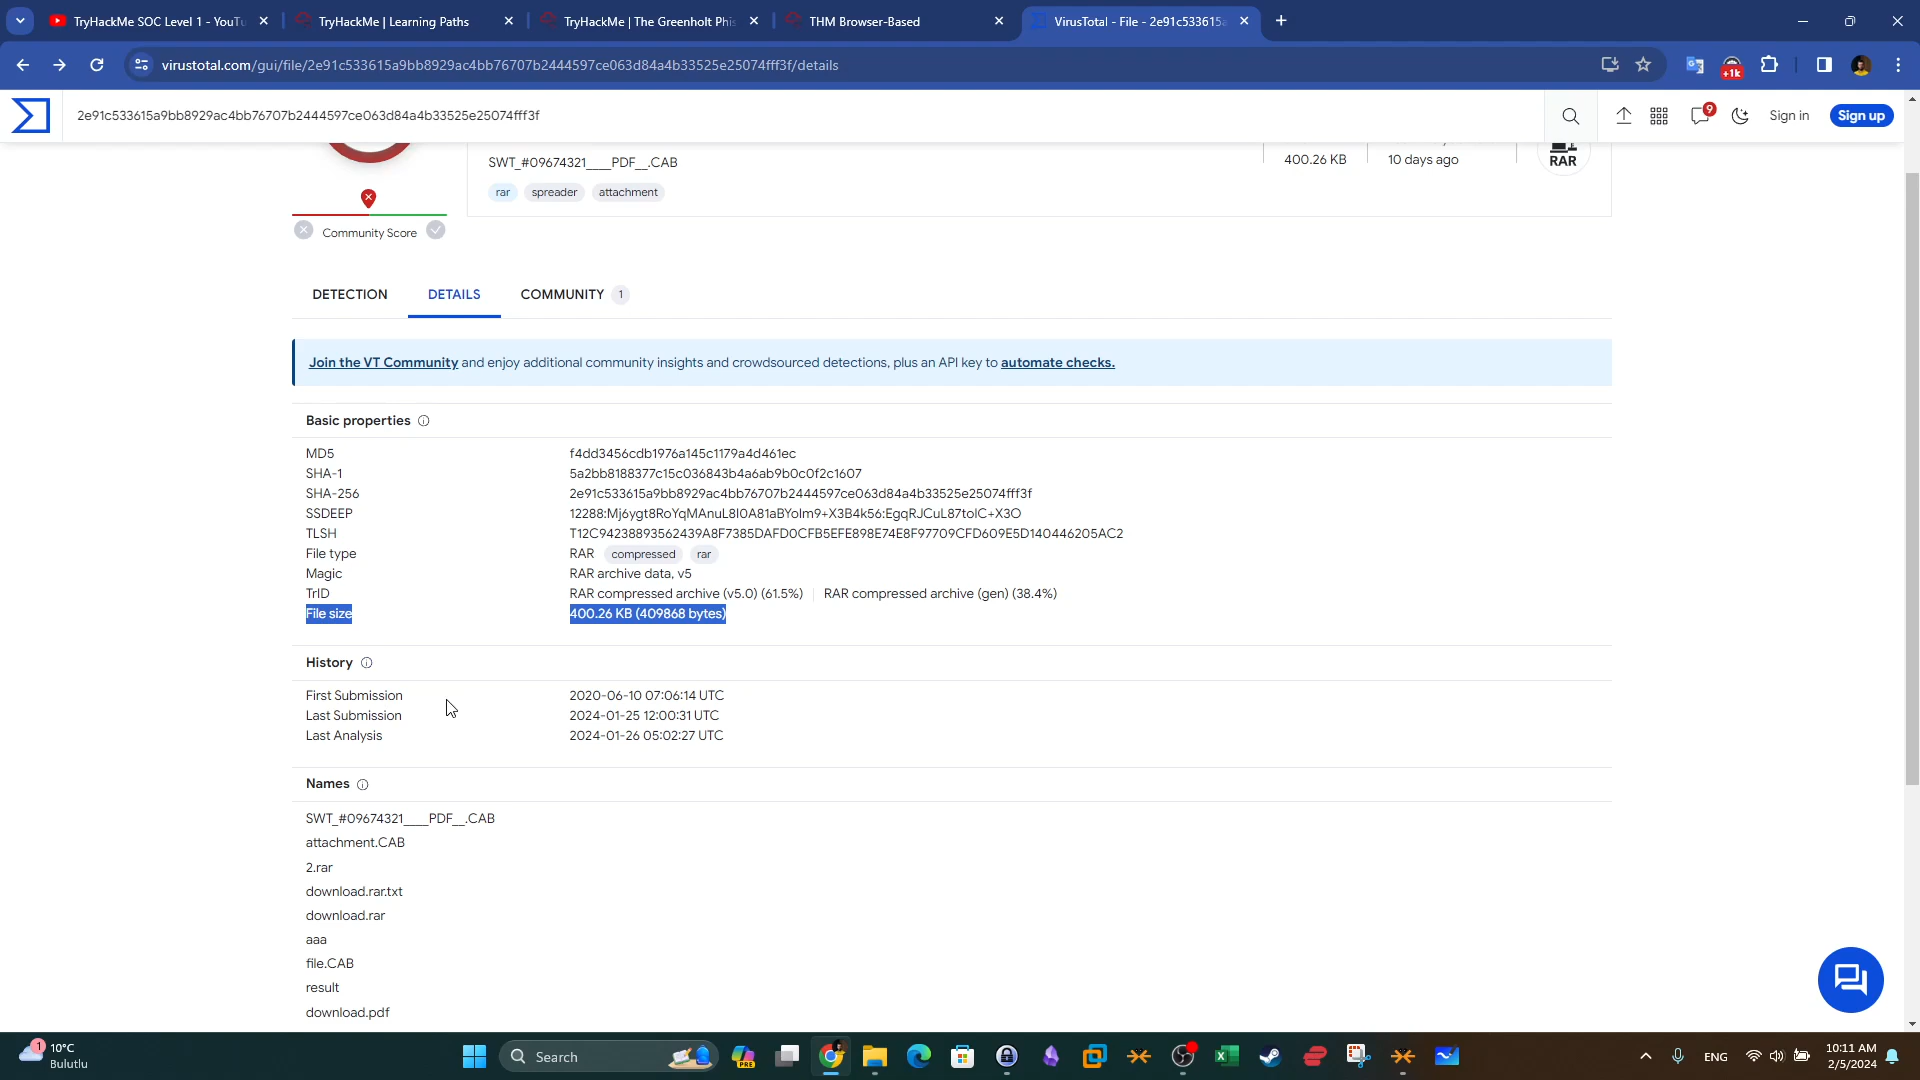 TryHackMe SOC Level 1 - YouTu
TryHackMe | Learning Paths
TryHackMe | The Greenholt Phis
THM Browser-Based
VirusTotal - File - 2e91c533615a
virustotal.com/gui/file/2e91c533615a9bb8929ac4bb76707b2444597ce063d84a4b33525e25074fff3f/details
+1k
2e91c533615a9bb8929ac4bb76707b2444597ce063d84a4b33525e25074fff3f
9
Sign in
Sign up
SWT_#09674321____PDF__.CAB
400.26 KB
10 days ago
RAR
rar
spreader
attachment
Community Score
DETECTION
DETAILS
COMMUNITY 1
Join the VT Community and enjoy additional community insights and crowdsourced detections, plus an API key to automate checks.
Basic properties
MD5 f4dd3456cdb1976a145c1179a4d461ec
SHA-1 5a2bb8188377c15c036843b4a6ab9b0c0f2c1607
SHA-256 2e91c533615a9bb8929ac4bb76707b2444597ce063d84a4b33525e25074fff3f
SSDEEP 12288:Mj6ygt8RoYqMAnuL8I0A81aBYolm9+X3B4k56:EgqRJCuL87tolC+X3O
TLSH T12C94238893562439A8F7385DAFD0CFB5EFE898E74E8F97709CFD609E5D140446205AC2
File type RAR compressed rar
Magic RAR archive data, v5
TrID RAR compressed archive (v5.0) (61.5%) RAR compressed archive (gen) (38.4%)
File size 400.26 KB (409868 bytes)
History
First Submission 2020-06-10 07:06:14 UTC
Last Submission 2024-01-25 12:00:31 UTC
Last Analysis 2024-01-26 05:02:27 UTC
Names
SWT_#09674321____PDF__.CAB
attachment.CAB
2.rar
download.rar.txt
download.rar
aaa
file.CAB
result
download.pdf
1
10°C
Bulutlu
Search
PRE
ENG
10:11 AM
2/5/2024